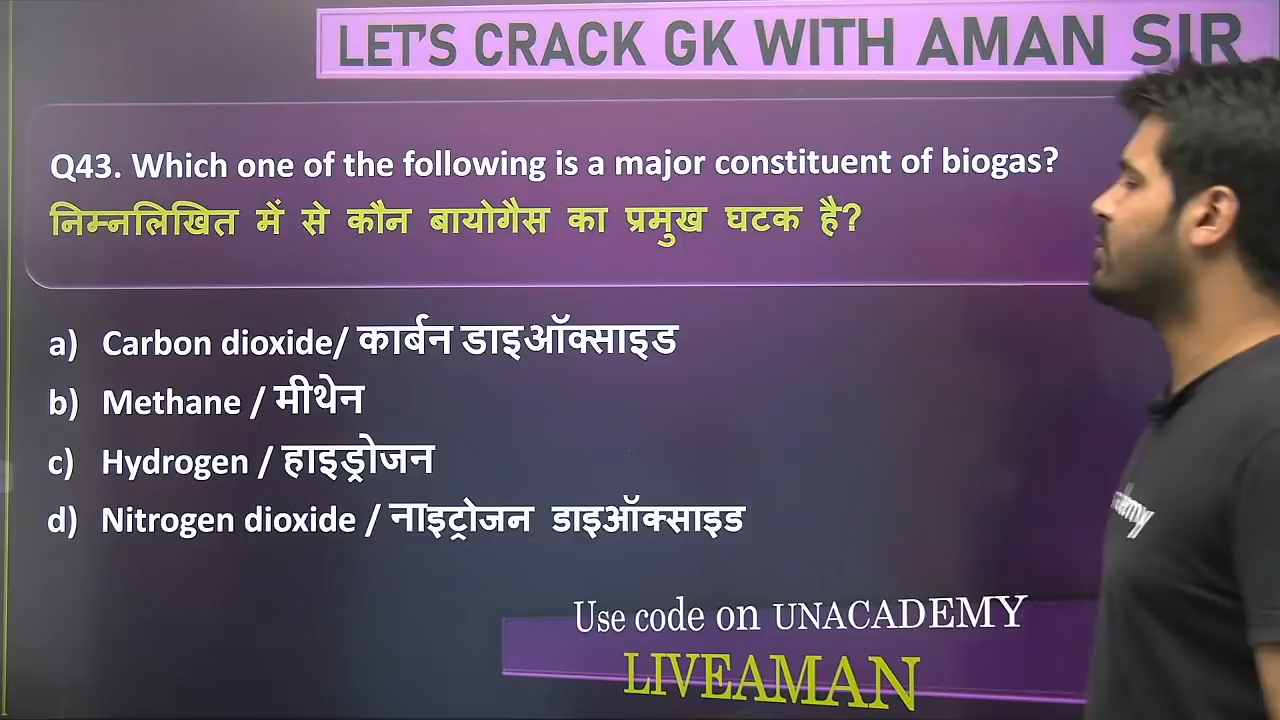 LET'S CRACK GK WITH AMAN SIR
Q43. Which one of the following is a major constituent of biogas?
निम्नलिखित में से कौन बायोगैस का प्रमुख घटक है?
a) Carbon dioxide/ कार्बन डाइऑक्साइड
b) Methane / मीथेन
c) Hydrogen / हाइड्रोजन
d) Nitrogen dioxide / नाइट्रोजन डाइऑक्साइड
Use code on UNACADEMY
LIVEAMAN